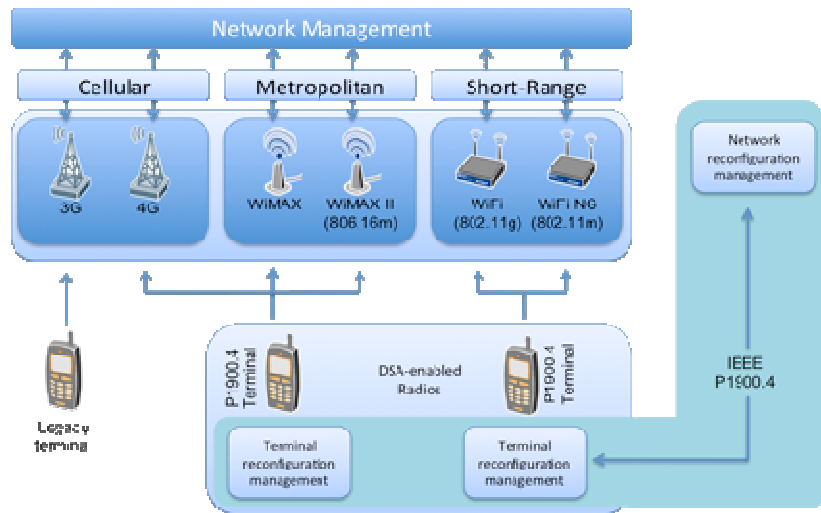 Network Management
Cellular
Metropolitan
Short-Range
3G
4G
WiMAX
WiMAX II
(806.16m)
WiFi
(802.11g)
WiFi NG
(802.11m)
Network
reconfiguration
management
IEEE
P1900.4
P1900.4
Terminal
DSA-enabled
Radios
P1900.4
Terminal
Legacy
terminal
Terminal
reconfiguration
management
Terminal
reconfiguration
management